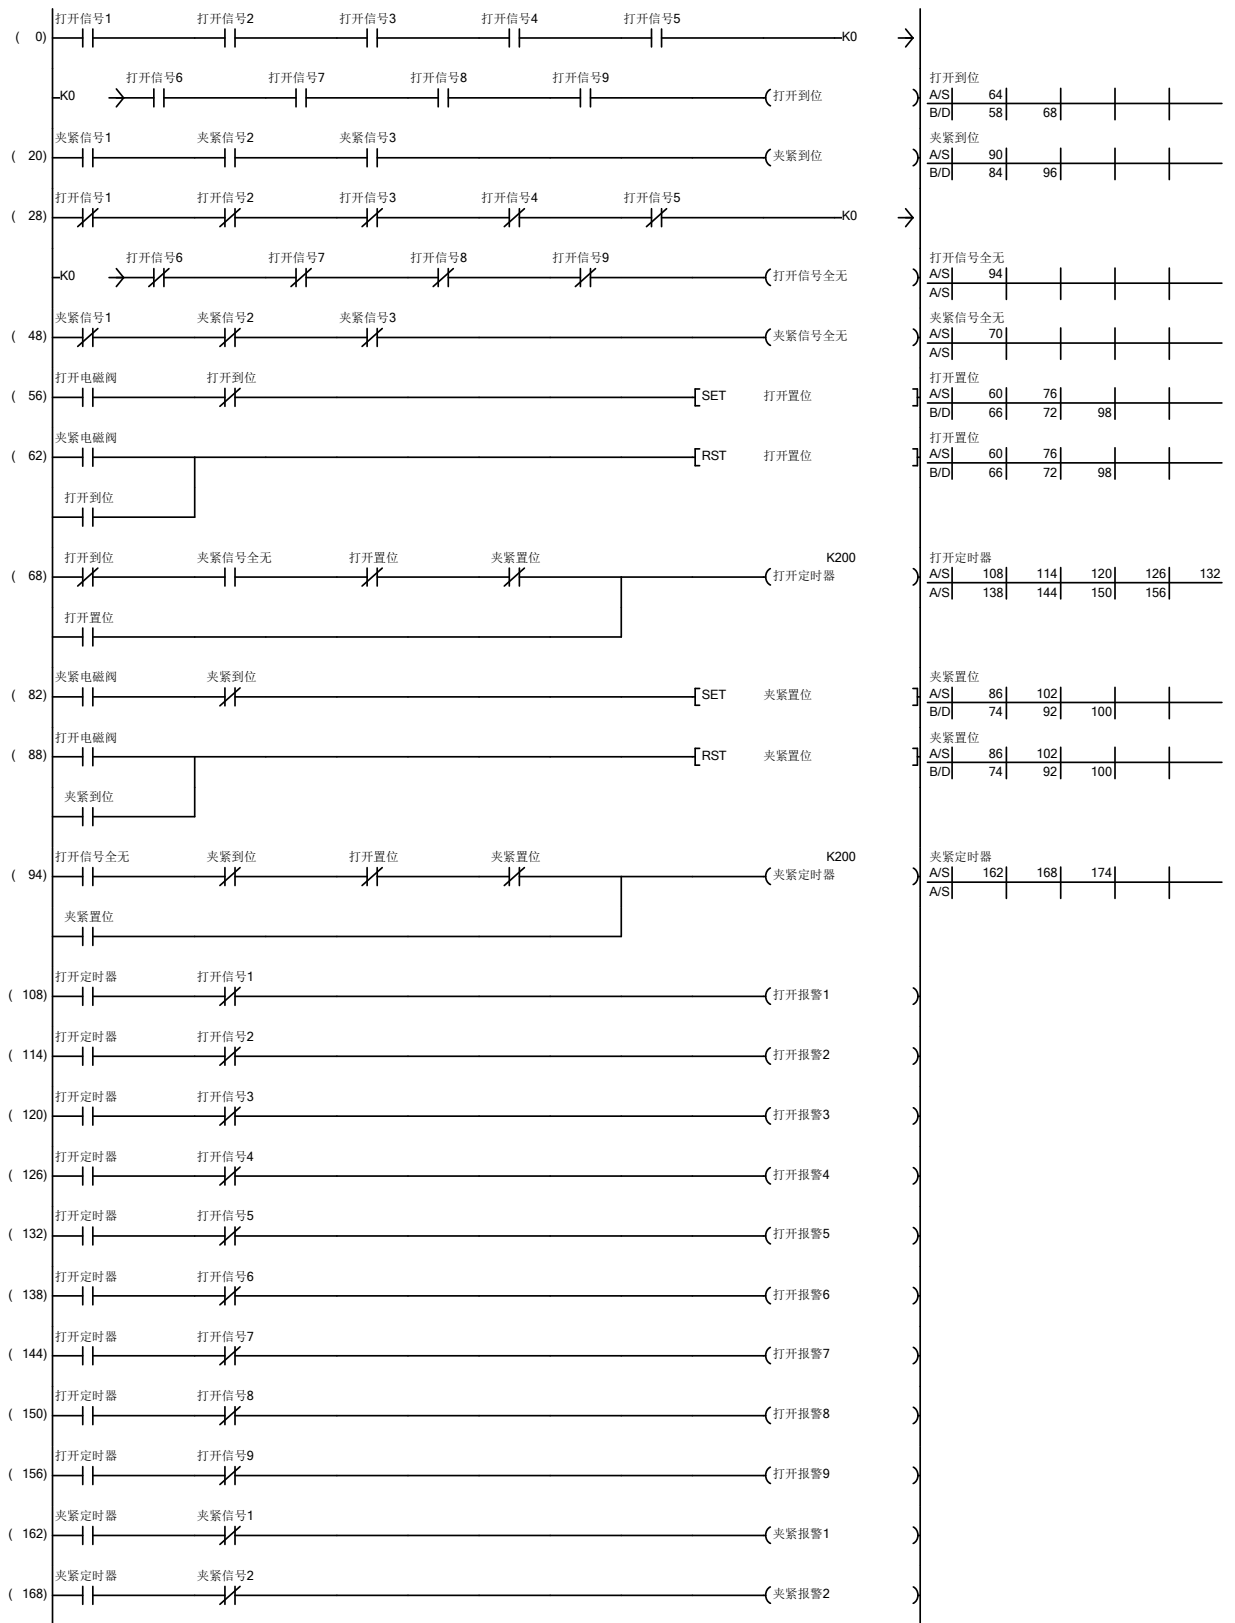 打开信号1 打开信号2 打开信号3 打开信号4 打开信号5
( 0) K0
打开信号6 打开信号7 打开信号8 打开信号9 打开到位
K0 打开到位 A/S 64
B/D 58 68
夹紧信号1 夹紧信号2 夹紧信号3 夹紧到位
( 20) 夹紧到位 A/S 90
B/D 84 96
打开信号1 打开信号2 打开信号3 打开信号4 打开信号5
( 28) K0
打开信号6 打开信号7 打开信号8 打开信号9 打开信号全无
K0 打开信号全无 A/S 94
A/S
夹紧信号1 夹紧信号2 夹紧信号3 夹紧信号全无
( 48) 夹紧信号全无 A/S 70
A/S
打开电磁阀 打开到位 打开置位
( 56) SET 打开置位 A/S 60 76
B/D 66 72 98
夹紧电磁阀 打开置位
( 62) RST 打开置位 A/S 60 76
B/D 66 72 98
打开到位
打开到位 夹紧信号全无 打开置位 夹紧置位 K200 打开定时器
( 68) 打开定时器 A/S 108 114 120 126 132
A/S 138 144 150 156
打开置位
夹紧电磁阀 夹紧到位 夹紧置位
( 82) SET 夹紧置位 A/S 86 102
B/D 74 92 100
打开电磁阀 夹紧置位
( 88) RST 夹紧置位 A/S 86 102
B/D 74 92 100
夹紧到位
打开信号全无 夹紧到位 打开置位 夹紧置位 K200 夹紧定时器
( 94) 夹紧定时器 A/S 162 168 174
A/S
夹紧置位
打开定时器 打开信号1
( 108) 打开报警1
打开定时器 打开信号2
( 114) 打开报警2
打开定时器 打开信号3
( 120) 打开报警3
打开定时器 打开信号4
( 126) 打开报警4
打开定时器 打开信号5
( 132) 打开报警5
打开定时器 打开信号6
( 138) 打开报警6
打开定时器 打开信号7
( 144) 打开报警7
打开定时器 打开信号8
( 150) 打开报警8
打开定时器 打开信号9
( 156) 打开报警9
夹紧定时器 夹紧信号1
( 162) 夹紧报警1
夹紧定时器 夹紧信号2
( 168) 夹紧报警2